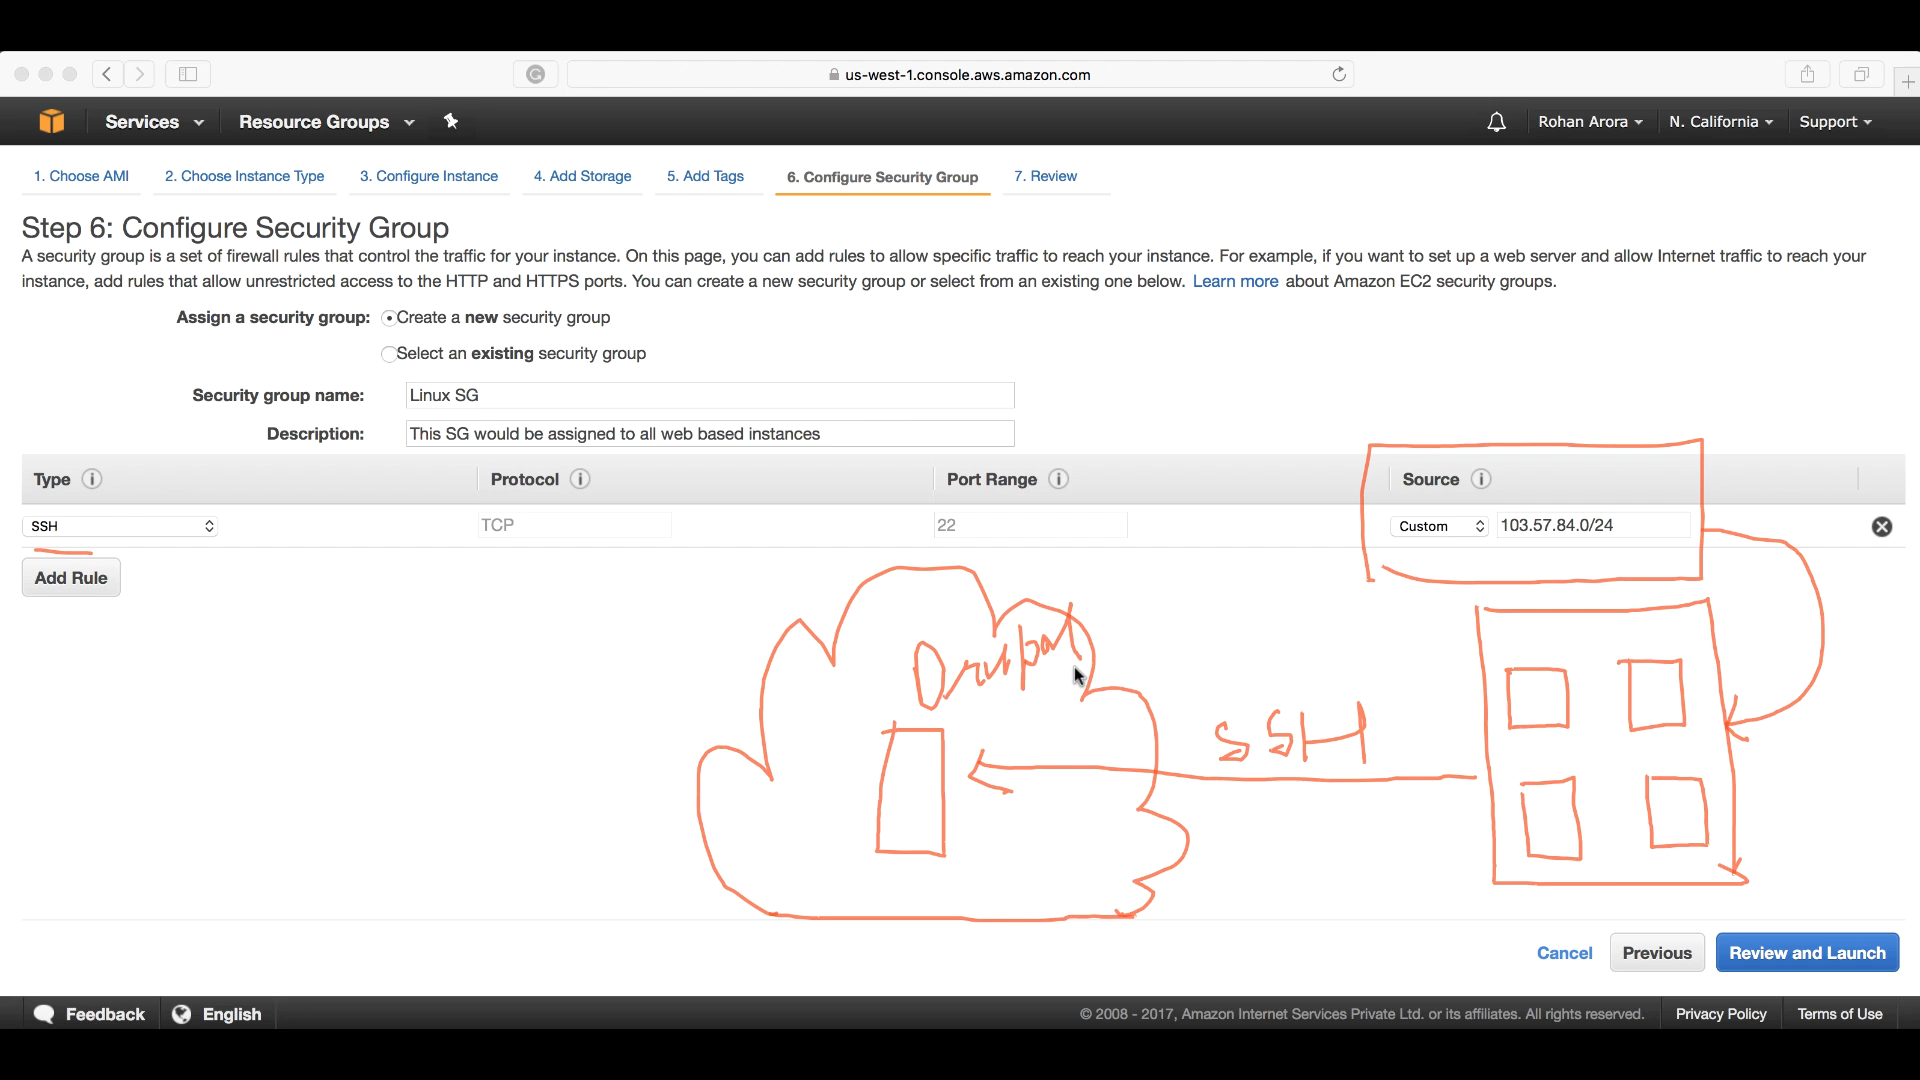 us-west-1.console.aws.amazon.com
Services Resource Groups Rohan Arora N. California Support
1. Choose AMI 2. Choose Instance Type 3. Configure Instance 4. Add Storage 5. Add Tags 6. Configure Security Group 7. Review
Step 6: Configure Security Group
A security group is a set of firewall rules that control the traffic for your instance. On this page, you can add rules to allow specific traffic to reach your instance. For example, if you want to set up a web server and allow Internet traffic to reach your
instance, add rules that allow unrestricted access to the HTTP and HTTPS ports. You can create a new security group or select from an existing one below. Learn more about Amazon EC2 security groups.
Assign a security group: Create a new security group
Select an existing security group
Security group name: Linux SG
Description: This SG would be assigned to all web based instances
Type Protocol Port Range Source
SSH TCP 22 Custom 103.57.84.0/24
Add Rule
Drupal
SSH
Cancel Previous Review and Launch
Feedback English © 2008 - 2017, Amazon Internet Services Private Ltd. or its affiliates. All rights reserved. Privacy Policy Terms of Use